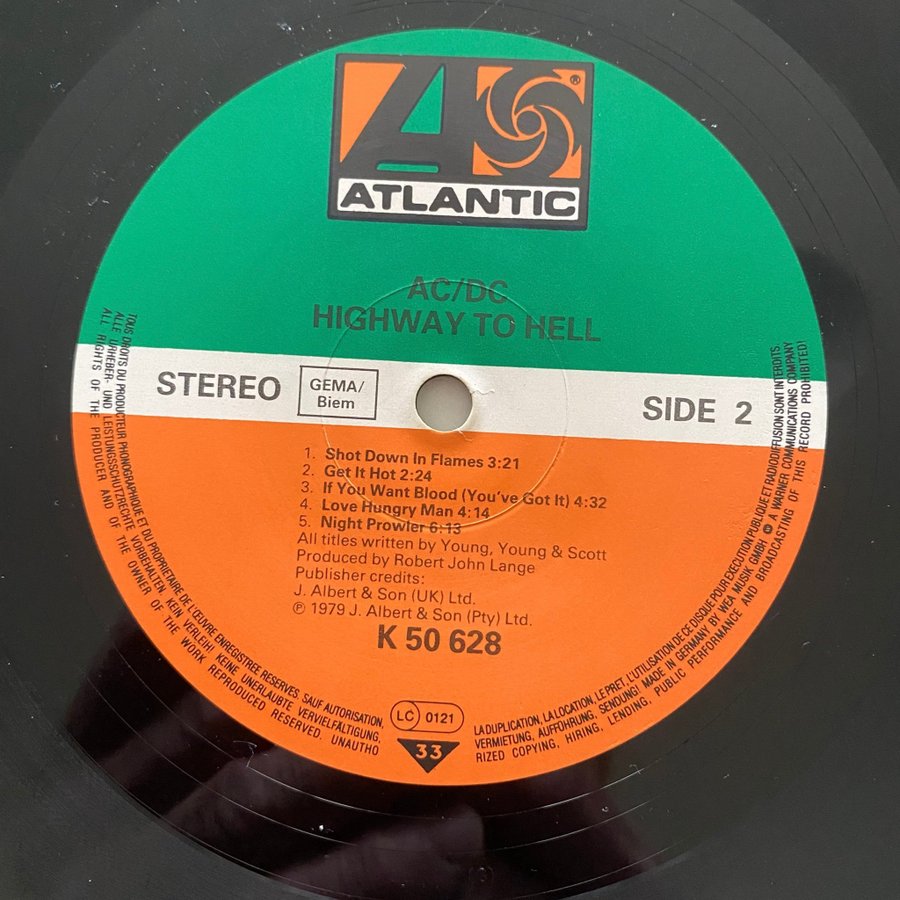 ®
ATLANTIC
AC/DC
HIGHWAY TO HELL
STEREO
GEMA/
Biem
SIDE 2
1. Shot Down In Flames 3:21
2. Get It Hot 2:24
3. If You Want Blood (You've Got It) 4:32
4. Love Hungry Man 4:14
5. Night Prowler 6:13
All titles written by Young, Young & Scott
Produced by Robert John Lange
Publisher credits:
J. Albert & Son (UK) Ltd.
℗ 1979 J. Albert & Son (Pty) Ltd.
K 50 628
LC 0121
33
TOUS DROITS DU PRODUCTEUR PHONOGRAPHIQUE ET DU PROPRIETAIRE DE L'ŒUVRE ENREGISTREE RESERVES. SAUF AUTORISATION,
LA DUPLICATION, LA LOCATION, LE PRET, L'UTILISATION DE CE DISQUE POUR EXECUTION PUBLIQUE ET RADIODIFFUSION SONT INTERDITS.
ALLE URHEBER- UND LEISTUNGSSCHUTZRECHTE VORBEHALTEN. KEIN VERLEIH! KEINE UNERLAUBTE VERVIELFÄLTIGUNG,
VERMIETUNG, AUFFÜHRUNG, SENDUNG! MADE IN GERMANY BY WEA MUSIK GMBH A WARNER COMMUNICATIONS COMPANY
ALL RIGHTS OF THE PRODUCER AND OF THE OWNER OF THE WORK REPRODUCED RESERVED. UNAUTHO
RIZED COPYING, HIRING, LENDING, PUBLIC PERFORMANCE AND BROADCASTING OF THIS RECORD PROHIBITED!